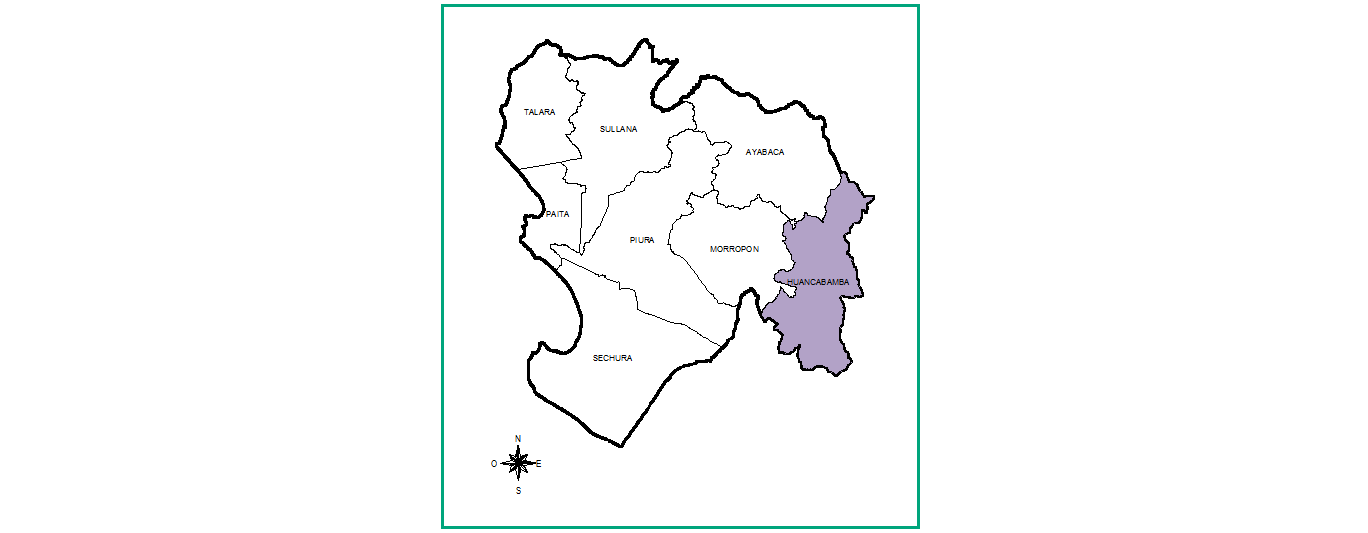 TALARA
SULLANA
AYABACA
PAITA
PIURA
MORROPON
HUANCABAMBA
SECHURA
N
O
E
S